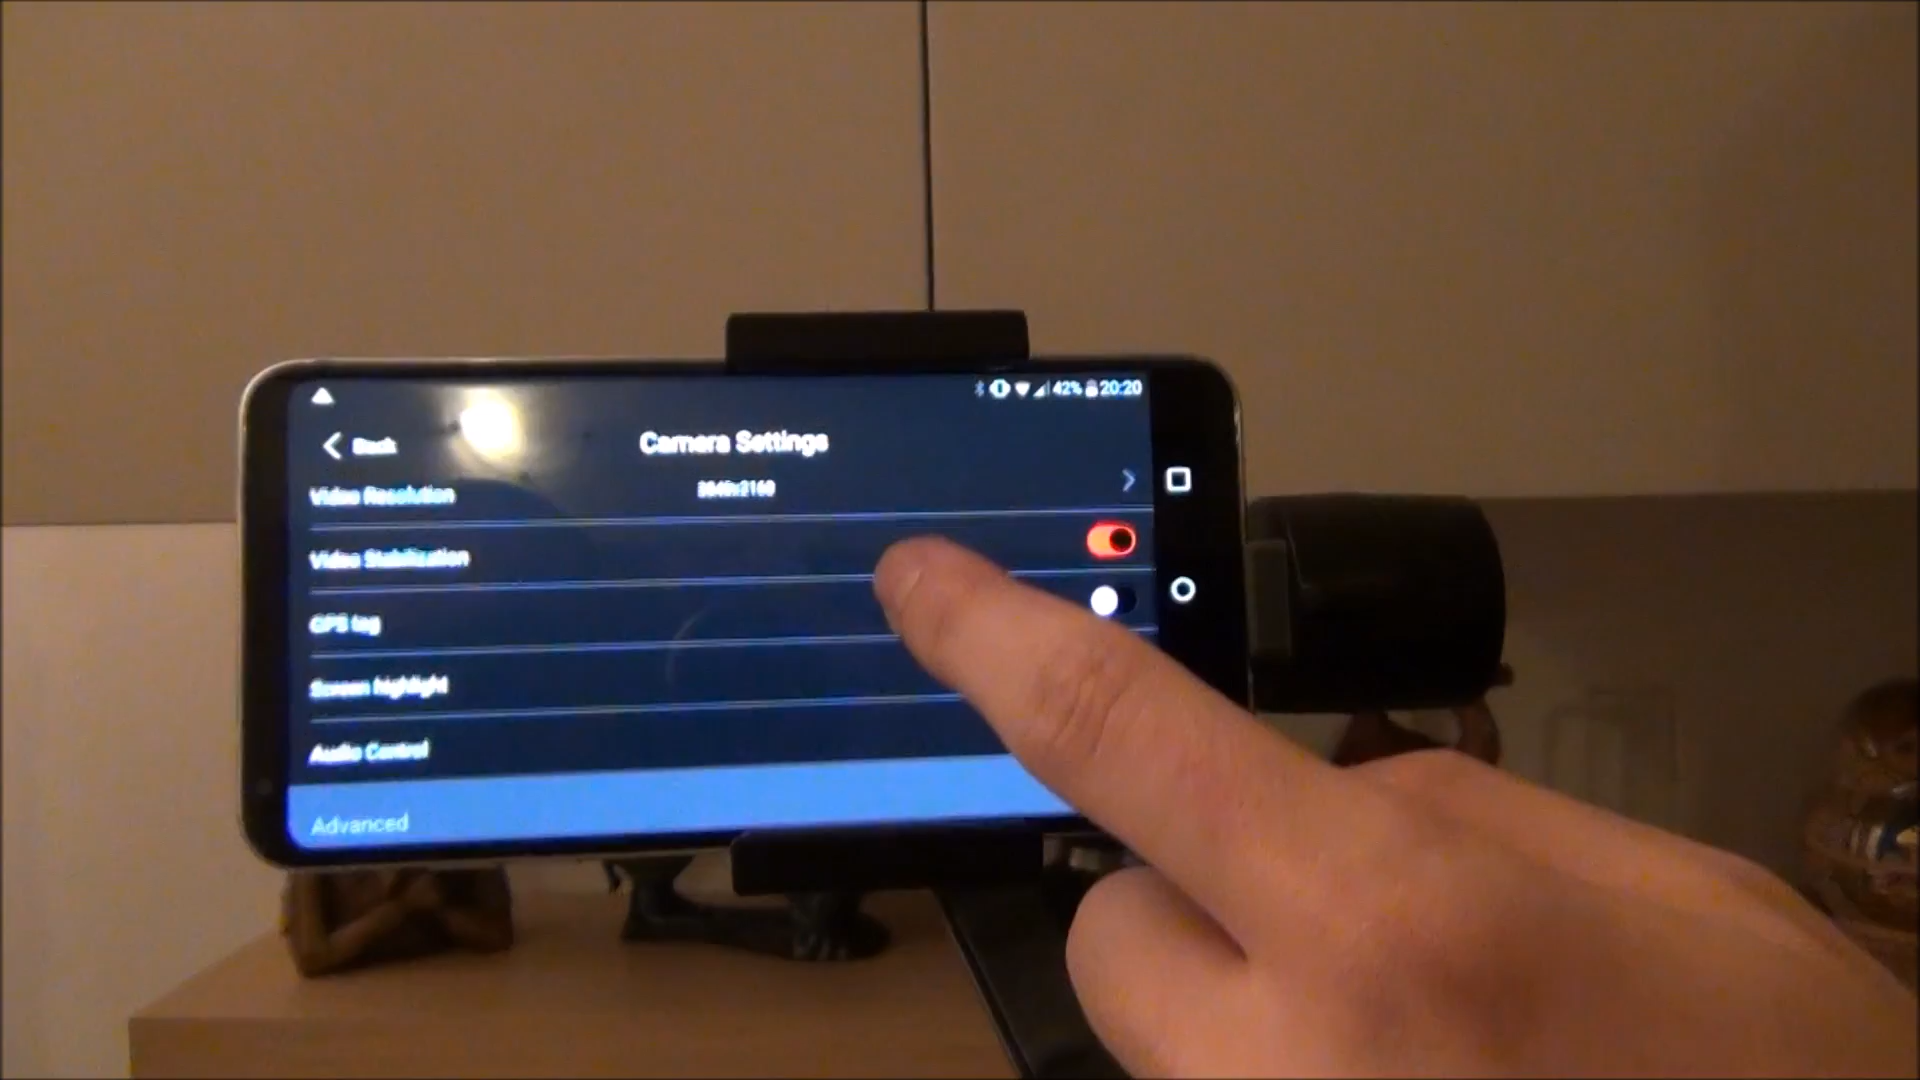 42% 20:20
Back
Camera Settings
Video Resolution 3840x2160
Video Stabilization
GPS tag
Screen highlight
Audio Control
Advanced